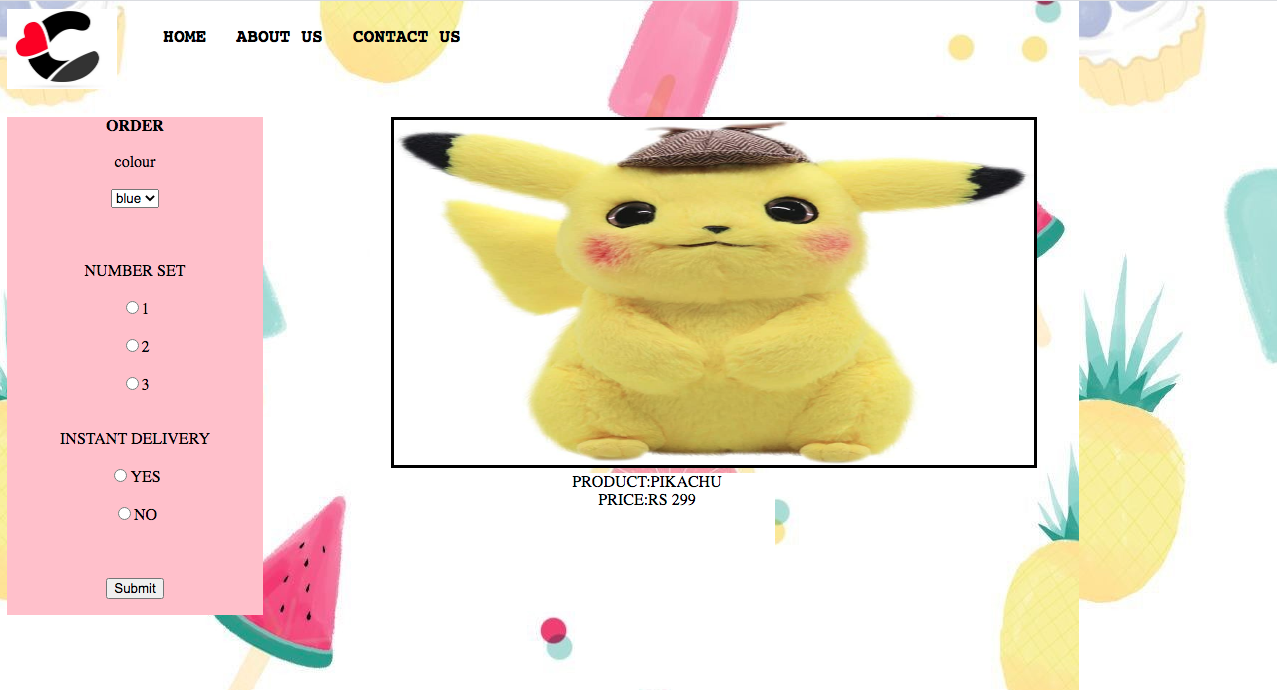 HOME ABOUT US CONTACT US
ORDER
colour
blue
NUMBER SET
1
2
3
INSTANT DELIVERY
YES
NO
Submit
PRODUCT:PIKACHU
PRICE:RS 299